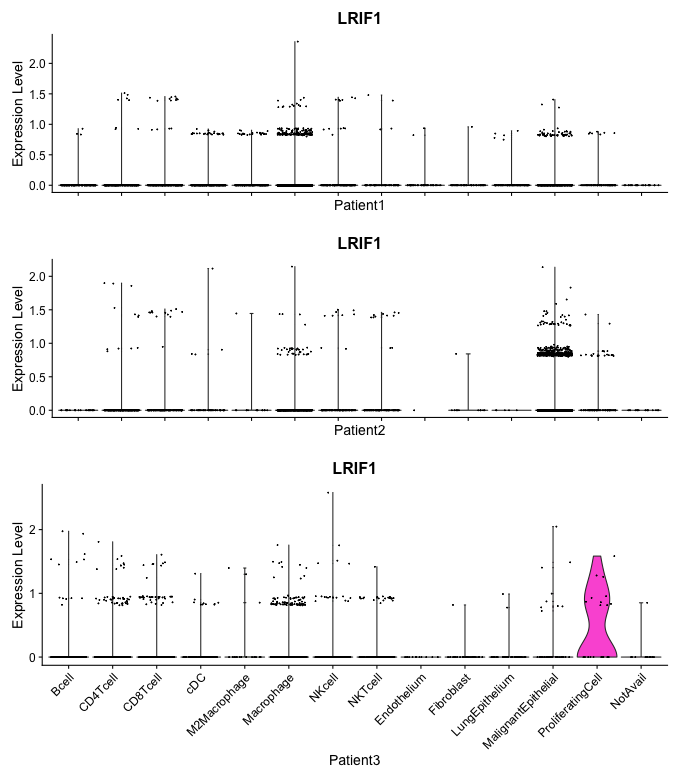 LRIF1
Expression Level
2.0
1.5
1.0
0.5
0.0
Patient1
LRIF1
Expression Level
2.0
1.5
1.0
0.5
0.0
Patient2
LRIF1
Expression Level
2
1
0
Bcell
CD4Tcell
CD8Tcell
cDC
M2Macrophage
Macrophage
NKcell
NKTcell
Endothelium
Fibroblast
LungEpithelium
MalignantEpithelial
ProliferatingCell
NotAvail
Patient3